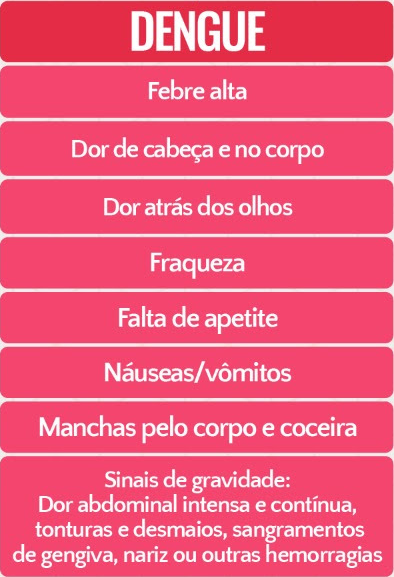 DENGUE
Febre alta
Dor de cabeça e no corpo
Dor atrás dos olhos
Fraqueza
Falta de apetite
Náuseas/vômitos
Manchas pelo corpo e coceira
Sinais de gravidade:
Dor abdominal intensa e contínua,
tonturas e desmaios, sangramentos
de gengiva, nariz ou outras hemorragias